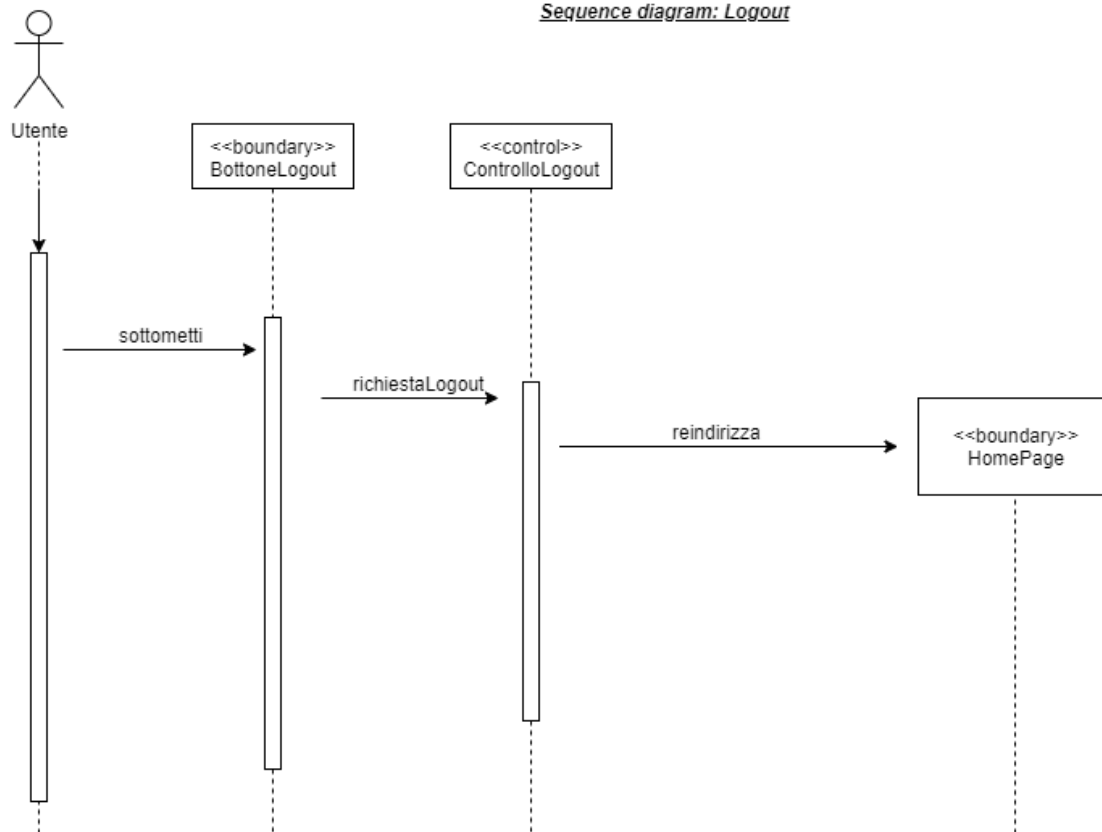 Sequence diagram: Logout
Utente
<<boundary>>
BottoneLogout
<<control>>
ControlloLogout
sottometti
richiestaLogout
reindirizza
<<boundary>>
HomePage